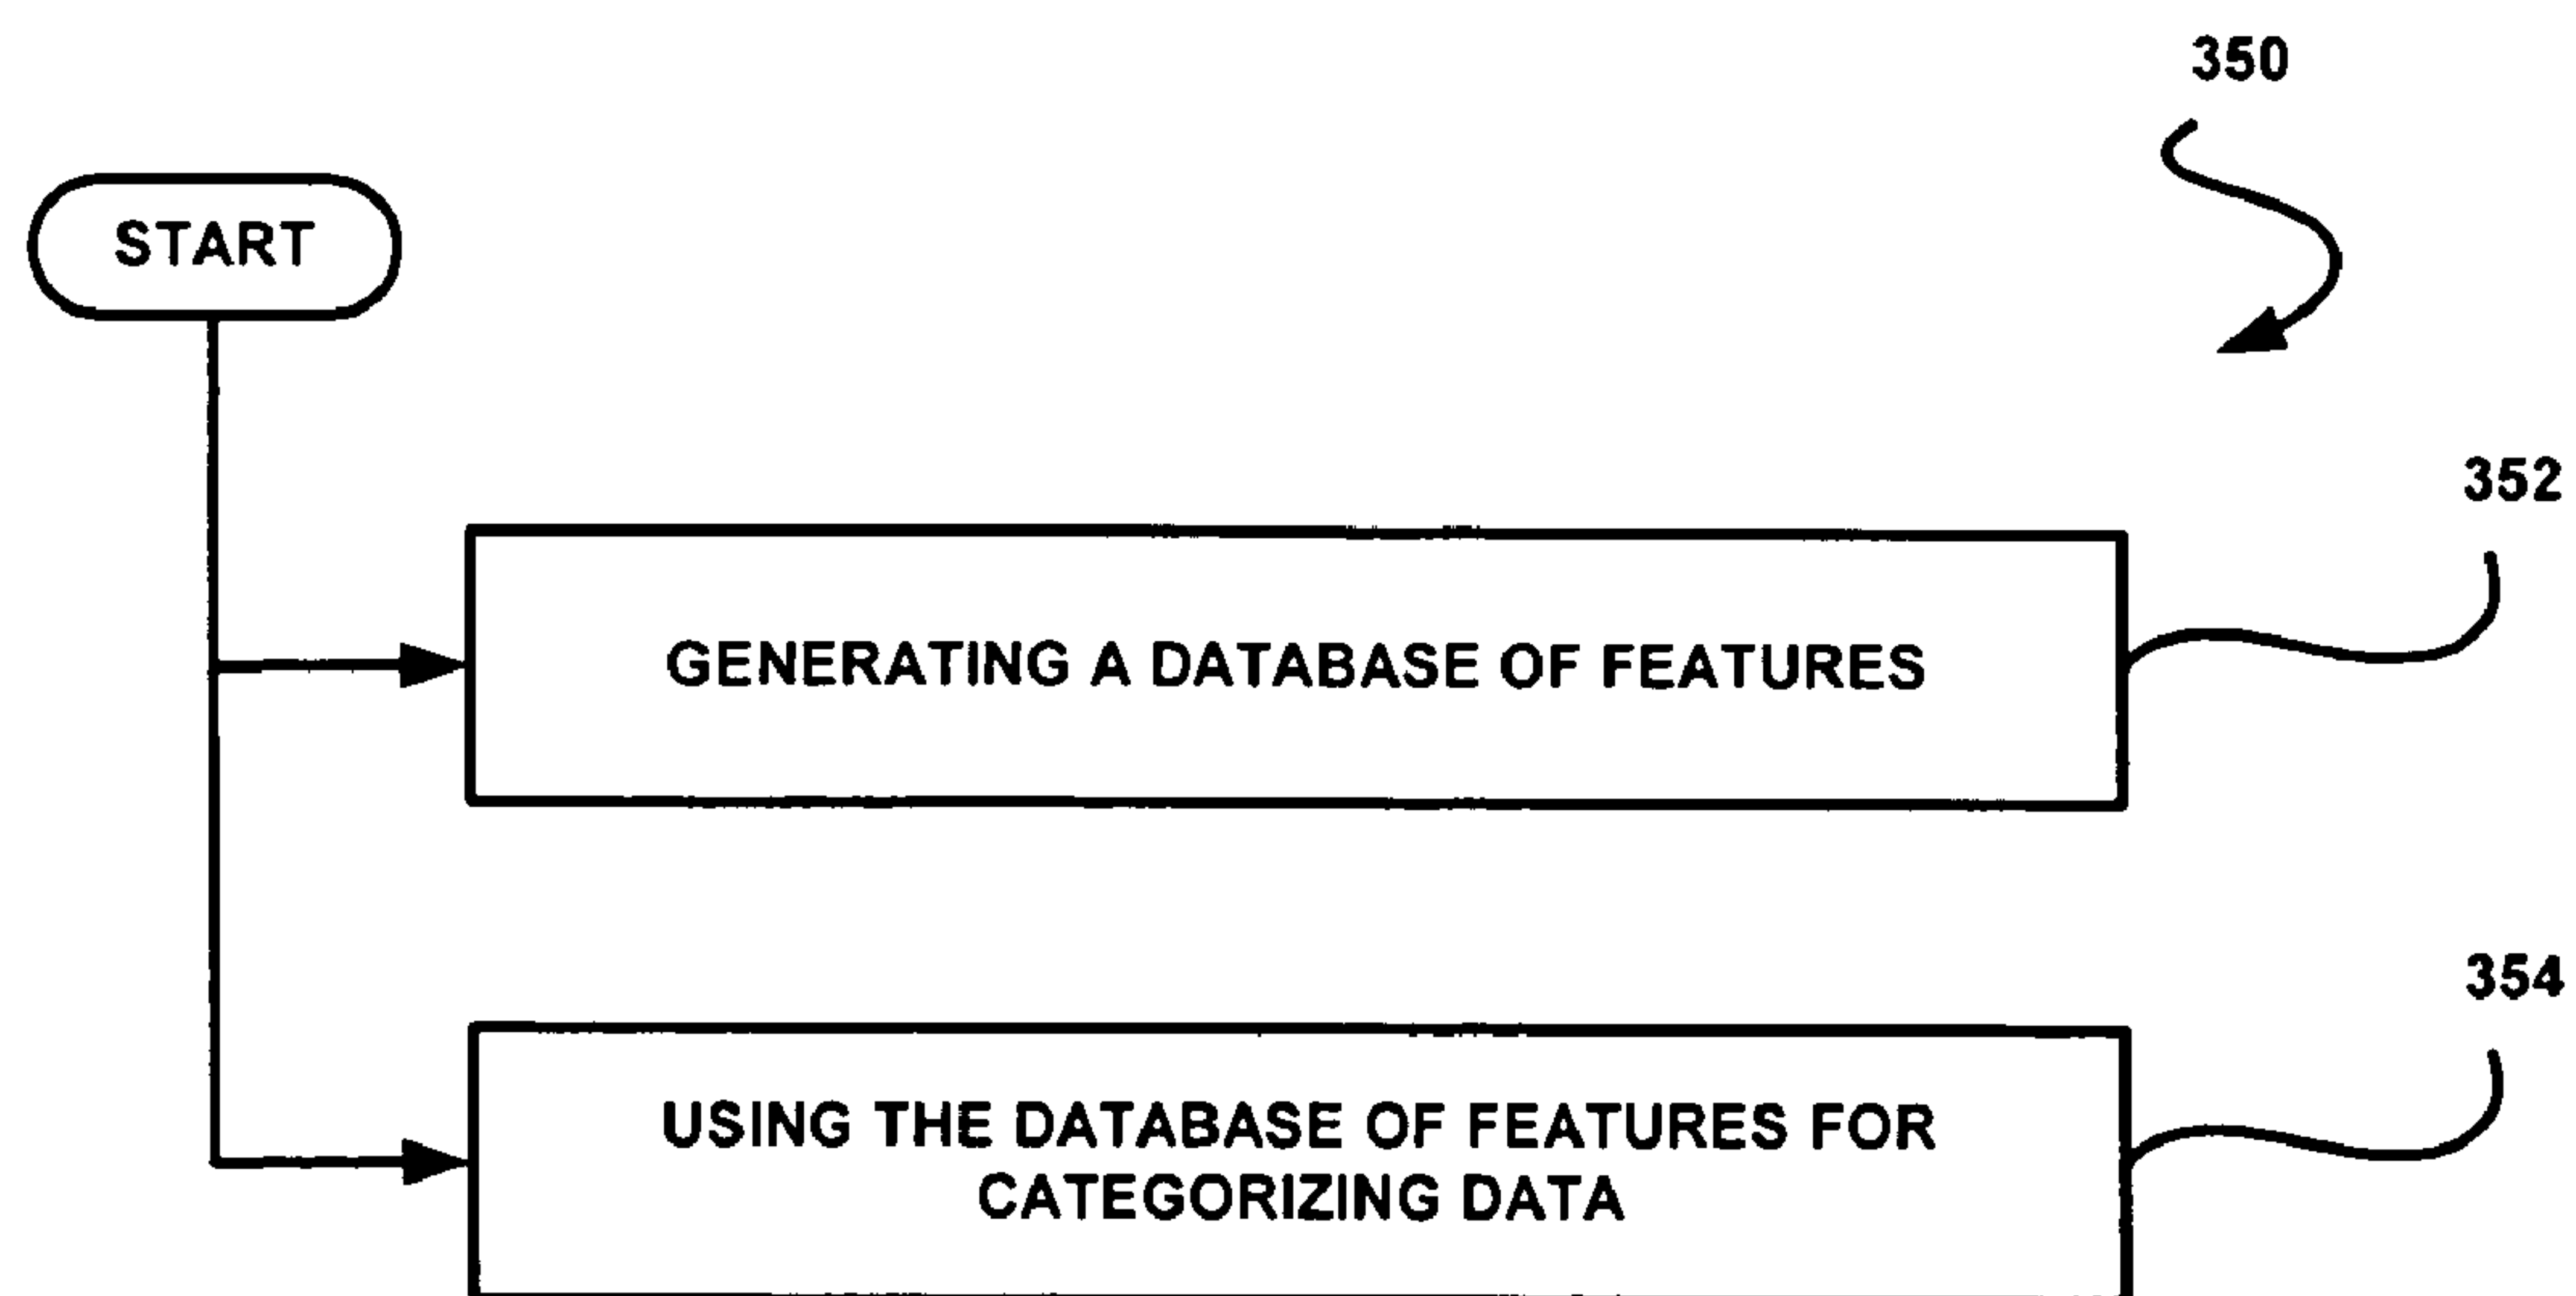 350
START
352
GENERATING A DATABASE OF FEATURES
354
USING THE DATABASE OF FEATURES FOR
CATEGORIZING DATA